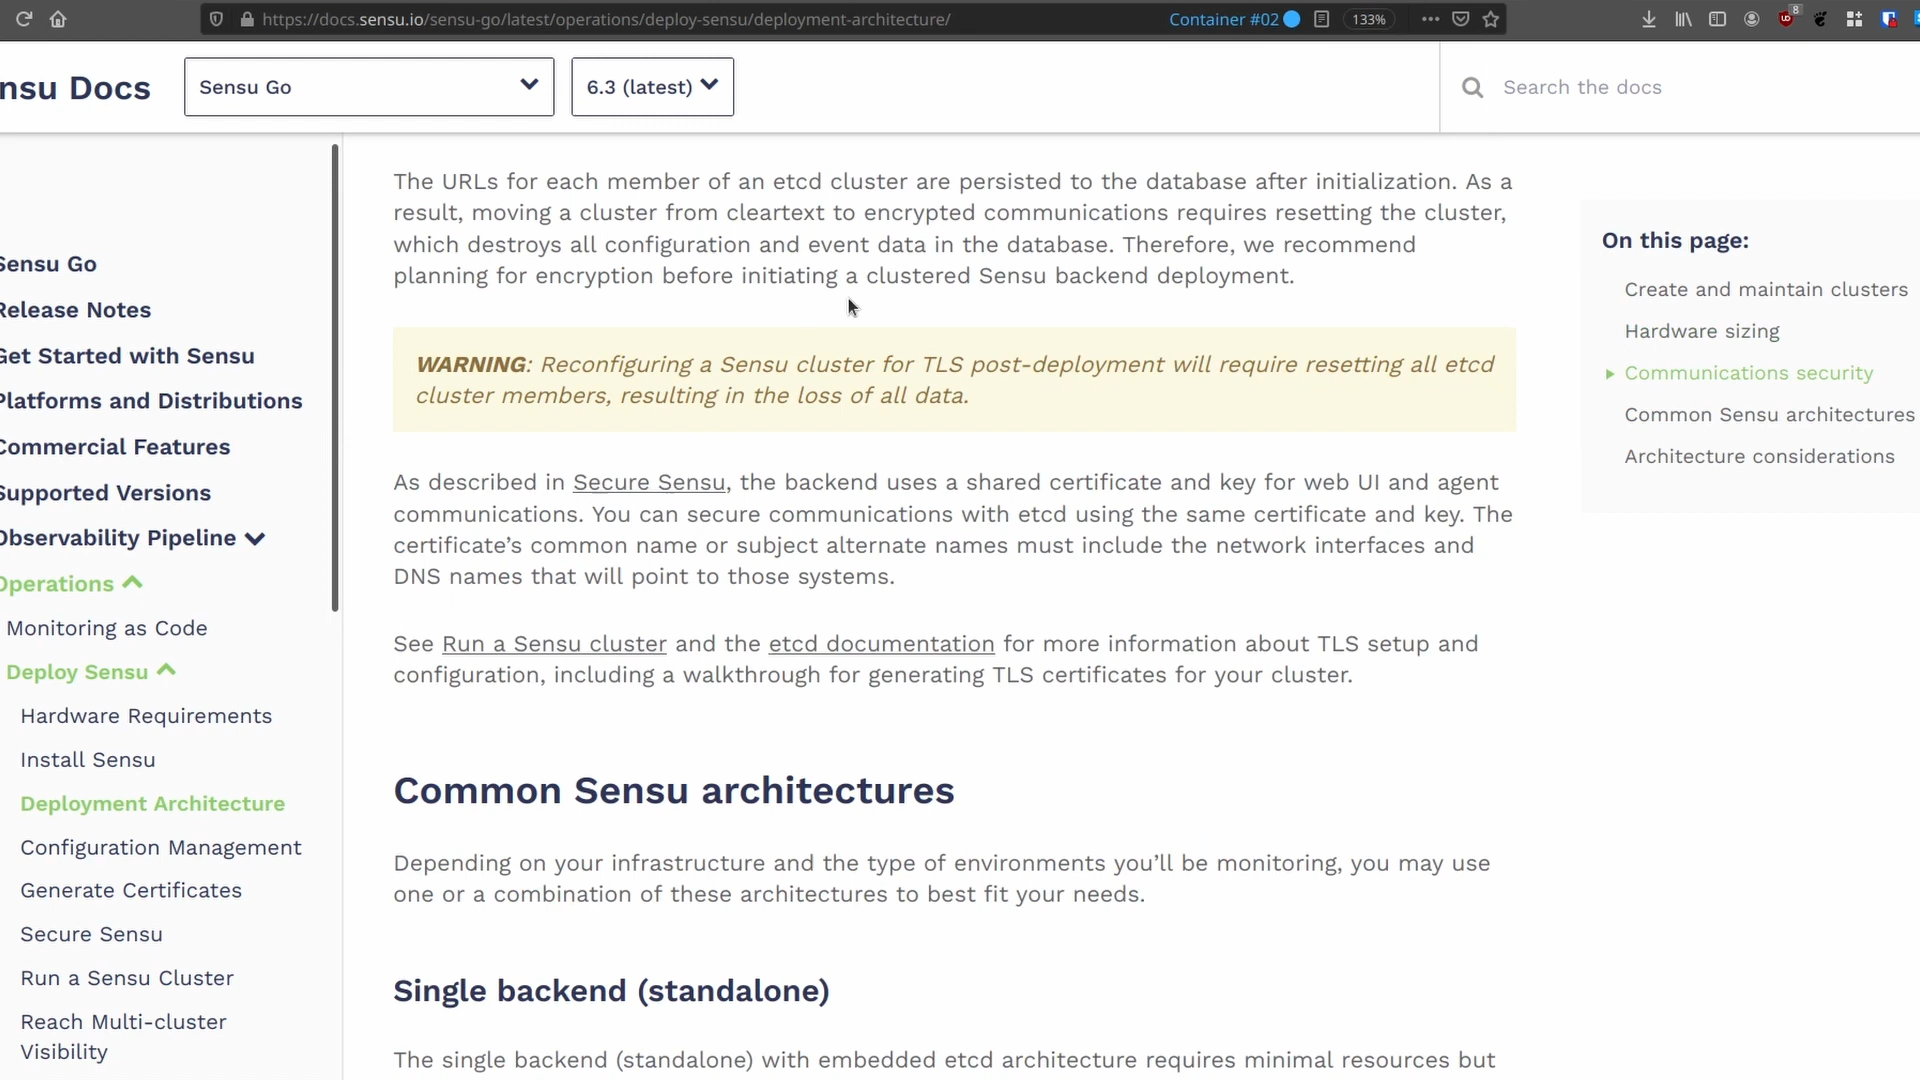 https://docs.sensu.io/sensu-go/latest/operations/deploy-sensu/deployment-architecture/
Container #02
133%
8
nsu Docs
Sensu Go
6.3 (latest)
Search the docs
Sensu Go
Release Notes
Get Started with Sensu
Platforms and Distributions
Commercial Features
Supported Versions
Observability Pipeline
Operations
Monitoring as Code
Deploy Sensu
Hardware Requirements
Install Sensu
Deployment Architecture
Configuration Management
Generate Certificates
Secure Sensu
Run a Sensu Cluster
Reach Multi-cluster
Visibility
The URLs for each member of an etcd cluster are persisted to the database after initialization. As a
result, moving a cluster from cleartext to encrypted communications requires resetting the cluster,
which destroys all configuration and event data in the database. Therefore, we recommend
planning for encryption before initiating a clustered Sensu backend deployment.
WARNING: Reconfiguring a Sensu cluster for TLS post-deployment will require resetting all etcd
cluster members, resulting in the loss of all data.
As described in Secure Sensu, the backend uses a shared certificate and key for web UI and agent
communications. You can secure communications with etcd using the same certificate and key. The
certificate’s common name or subject alternate names must include the network interfaces and
DNS names that will point to those systems.
See Run a Sensu cluster and the etcd documentation for more information about TLS setup and
configuration, including a walkthrough for generating TLS certificates for your cluster.
Common Sensu architectures
Depending on your infrastructure and the type of environments you’ll be monitoring, you may use
one or a combination of these architectures to best fit your needs.
Single backend (standalone)
The single backend (standalone) with embedded etcd architecture requires minimal resources but
On this page:
Create and maintain clusters
Hardware sizing
Communications security
Common Sensu architectures
Architecture considerations